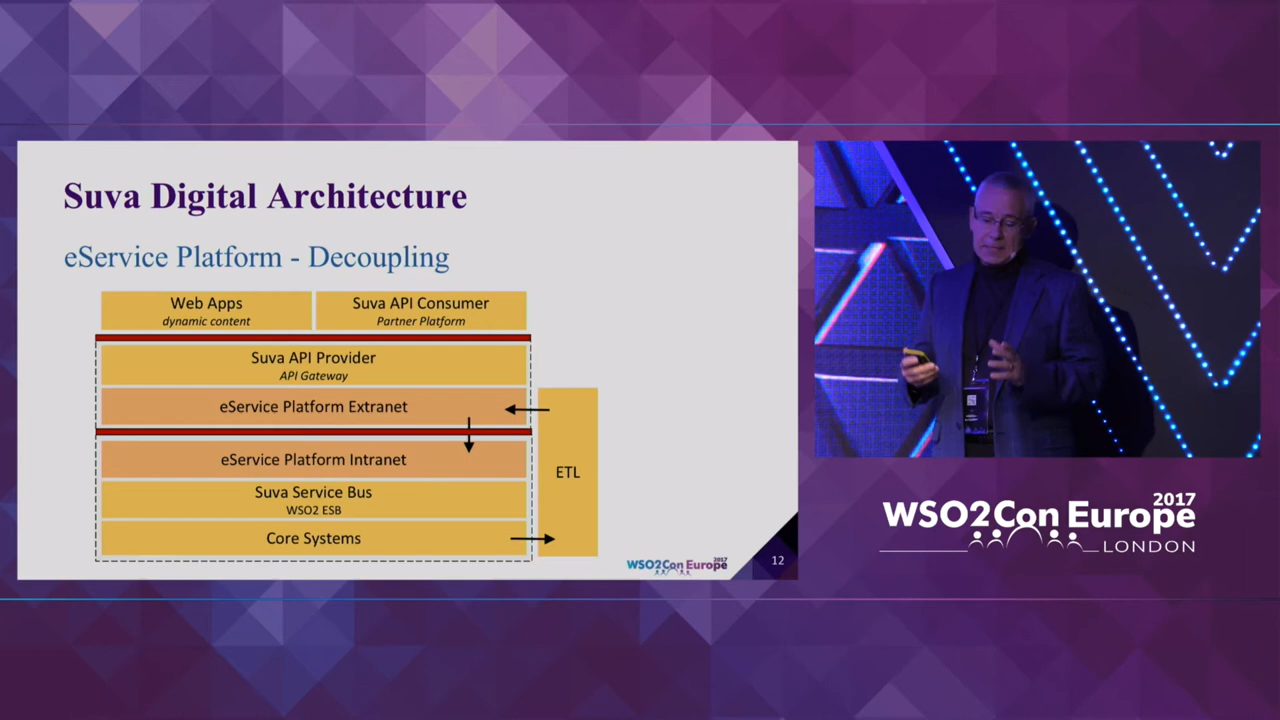 Suva Digital Architecture
eService Platform - Decoupling
Web Apps
dynamic content
Suva API Consumer
Partner Platform
Suva API Provider
API Gateway
eService Platform Extranet
eService Platform Intranet
Suva Service Bus
WSO2 ESB
Core Systems
ETL
2017
WSO2Con Europe
12
2017
WSO2Con Europe
LONDON